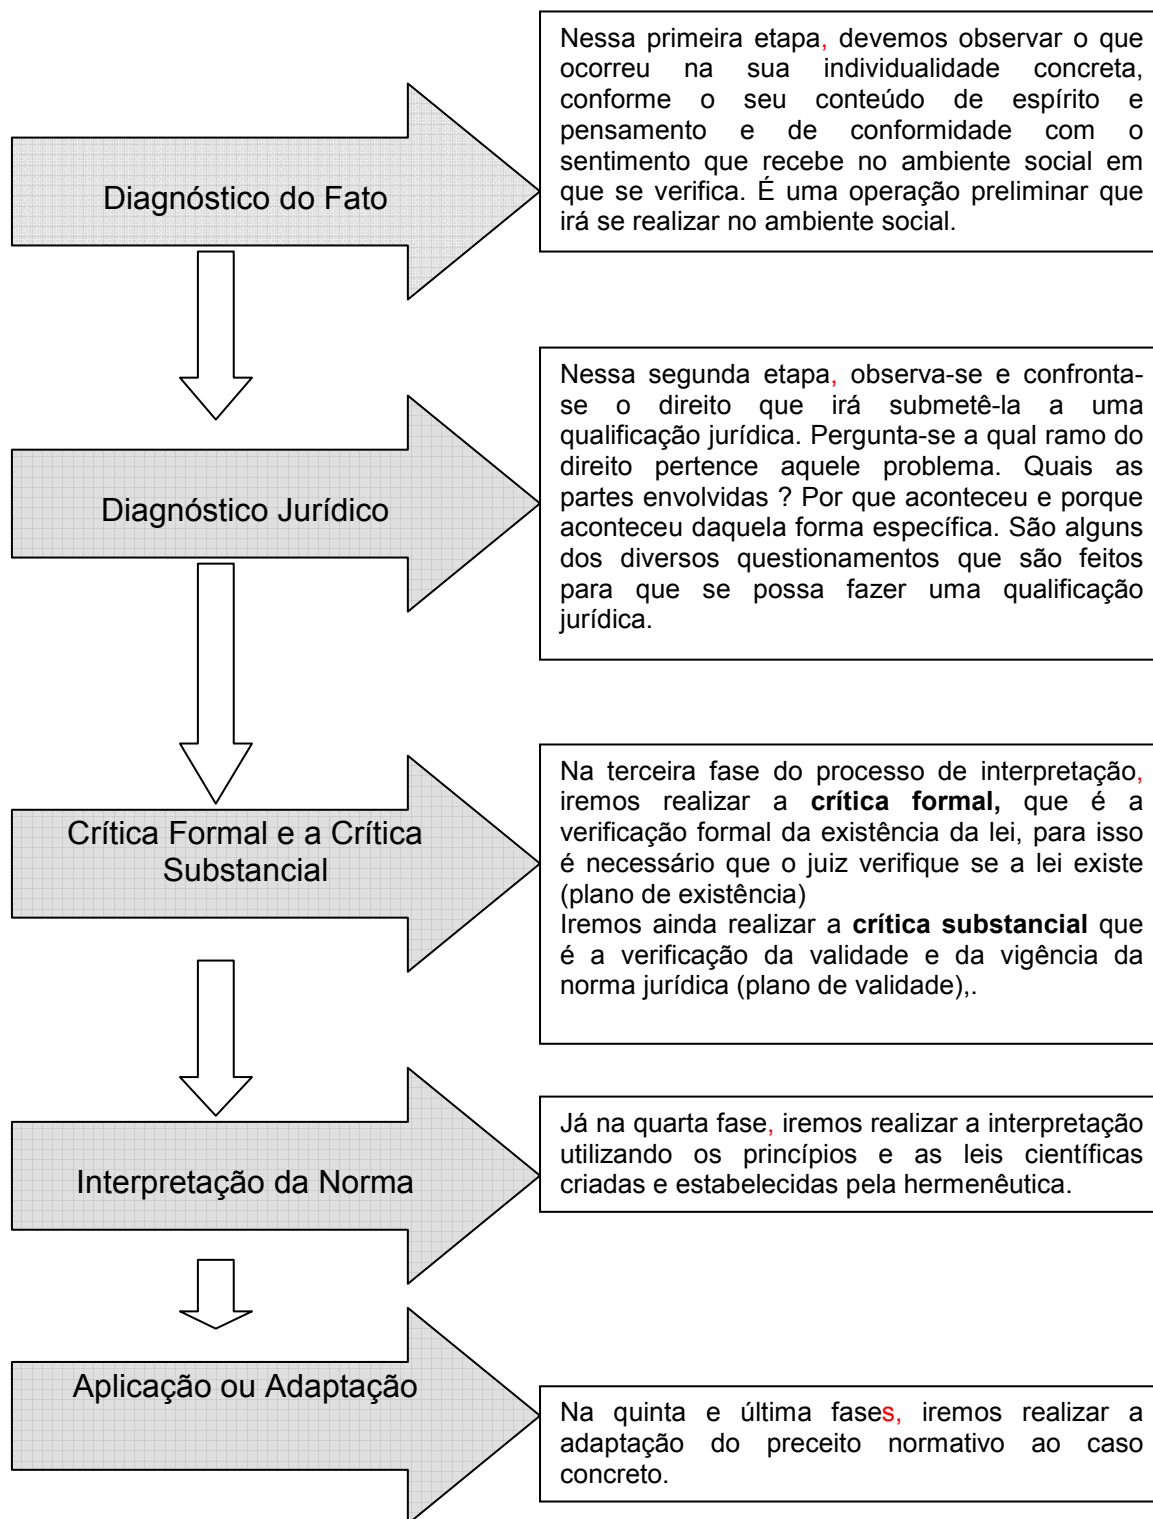 Diagnóstico do Fato
Nessa primeira etapa, devemos observar o que
ocorreu na sua individualidade concreta,
conforme o seu conteúdo de espírito e
pensamento e de conformidade com o
sentimento que recebe no ambiente social em
que se verifica. É uma operação preliminar que
irá se realizar no ambiente social.
Diagnóstico Jurídico
Nessa segunda etapa, observa-se e confronta-
se o direito que irá submetê-la a uma
qualificação jurídica. Pergunta-se a qual ramo do
direito pertence aquele problema. Quais as
partes envolvidas ? Por que aconteceu e porque
aconteceu daquela forma específica. São alguns
dos diversos questionamentos que são feitos
para que se possa fazer uma qualificação
jurídica.
Crítica Formal e a Crítica
Substancial
Na terceira fase do processo de interpretação,
iremos realizar a crítica formal, que é a
verificação formal da existência da lei, para isso
é necessário que o juiz verifique se a lei existe
(plano de existência)
Iremos ainda realizar a crítica substancial que
é a verificação da validade e da vigência da
norma jurídica (plano de validade),.
Interpretação da Norma
Já na quarta fase, iremos realizar a interpretação
utilizando os princípios e as leis científicas
criadas e estabelecidas pela hermenêutica.
Aplicação ou Adaptação
Na quinta e última fases, iremos realizar a
adaptação do preceito normativo ao caso
concreto.